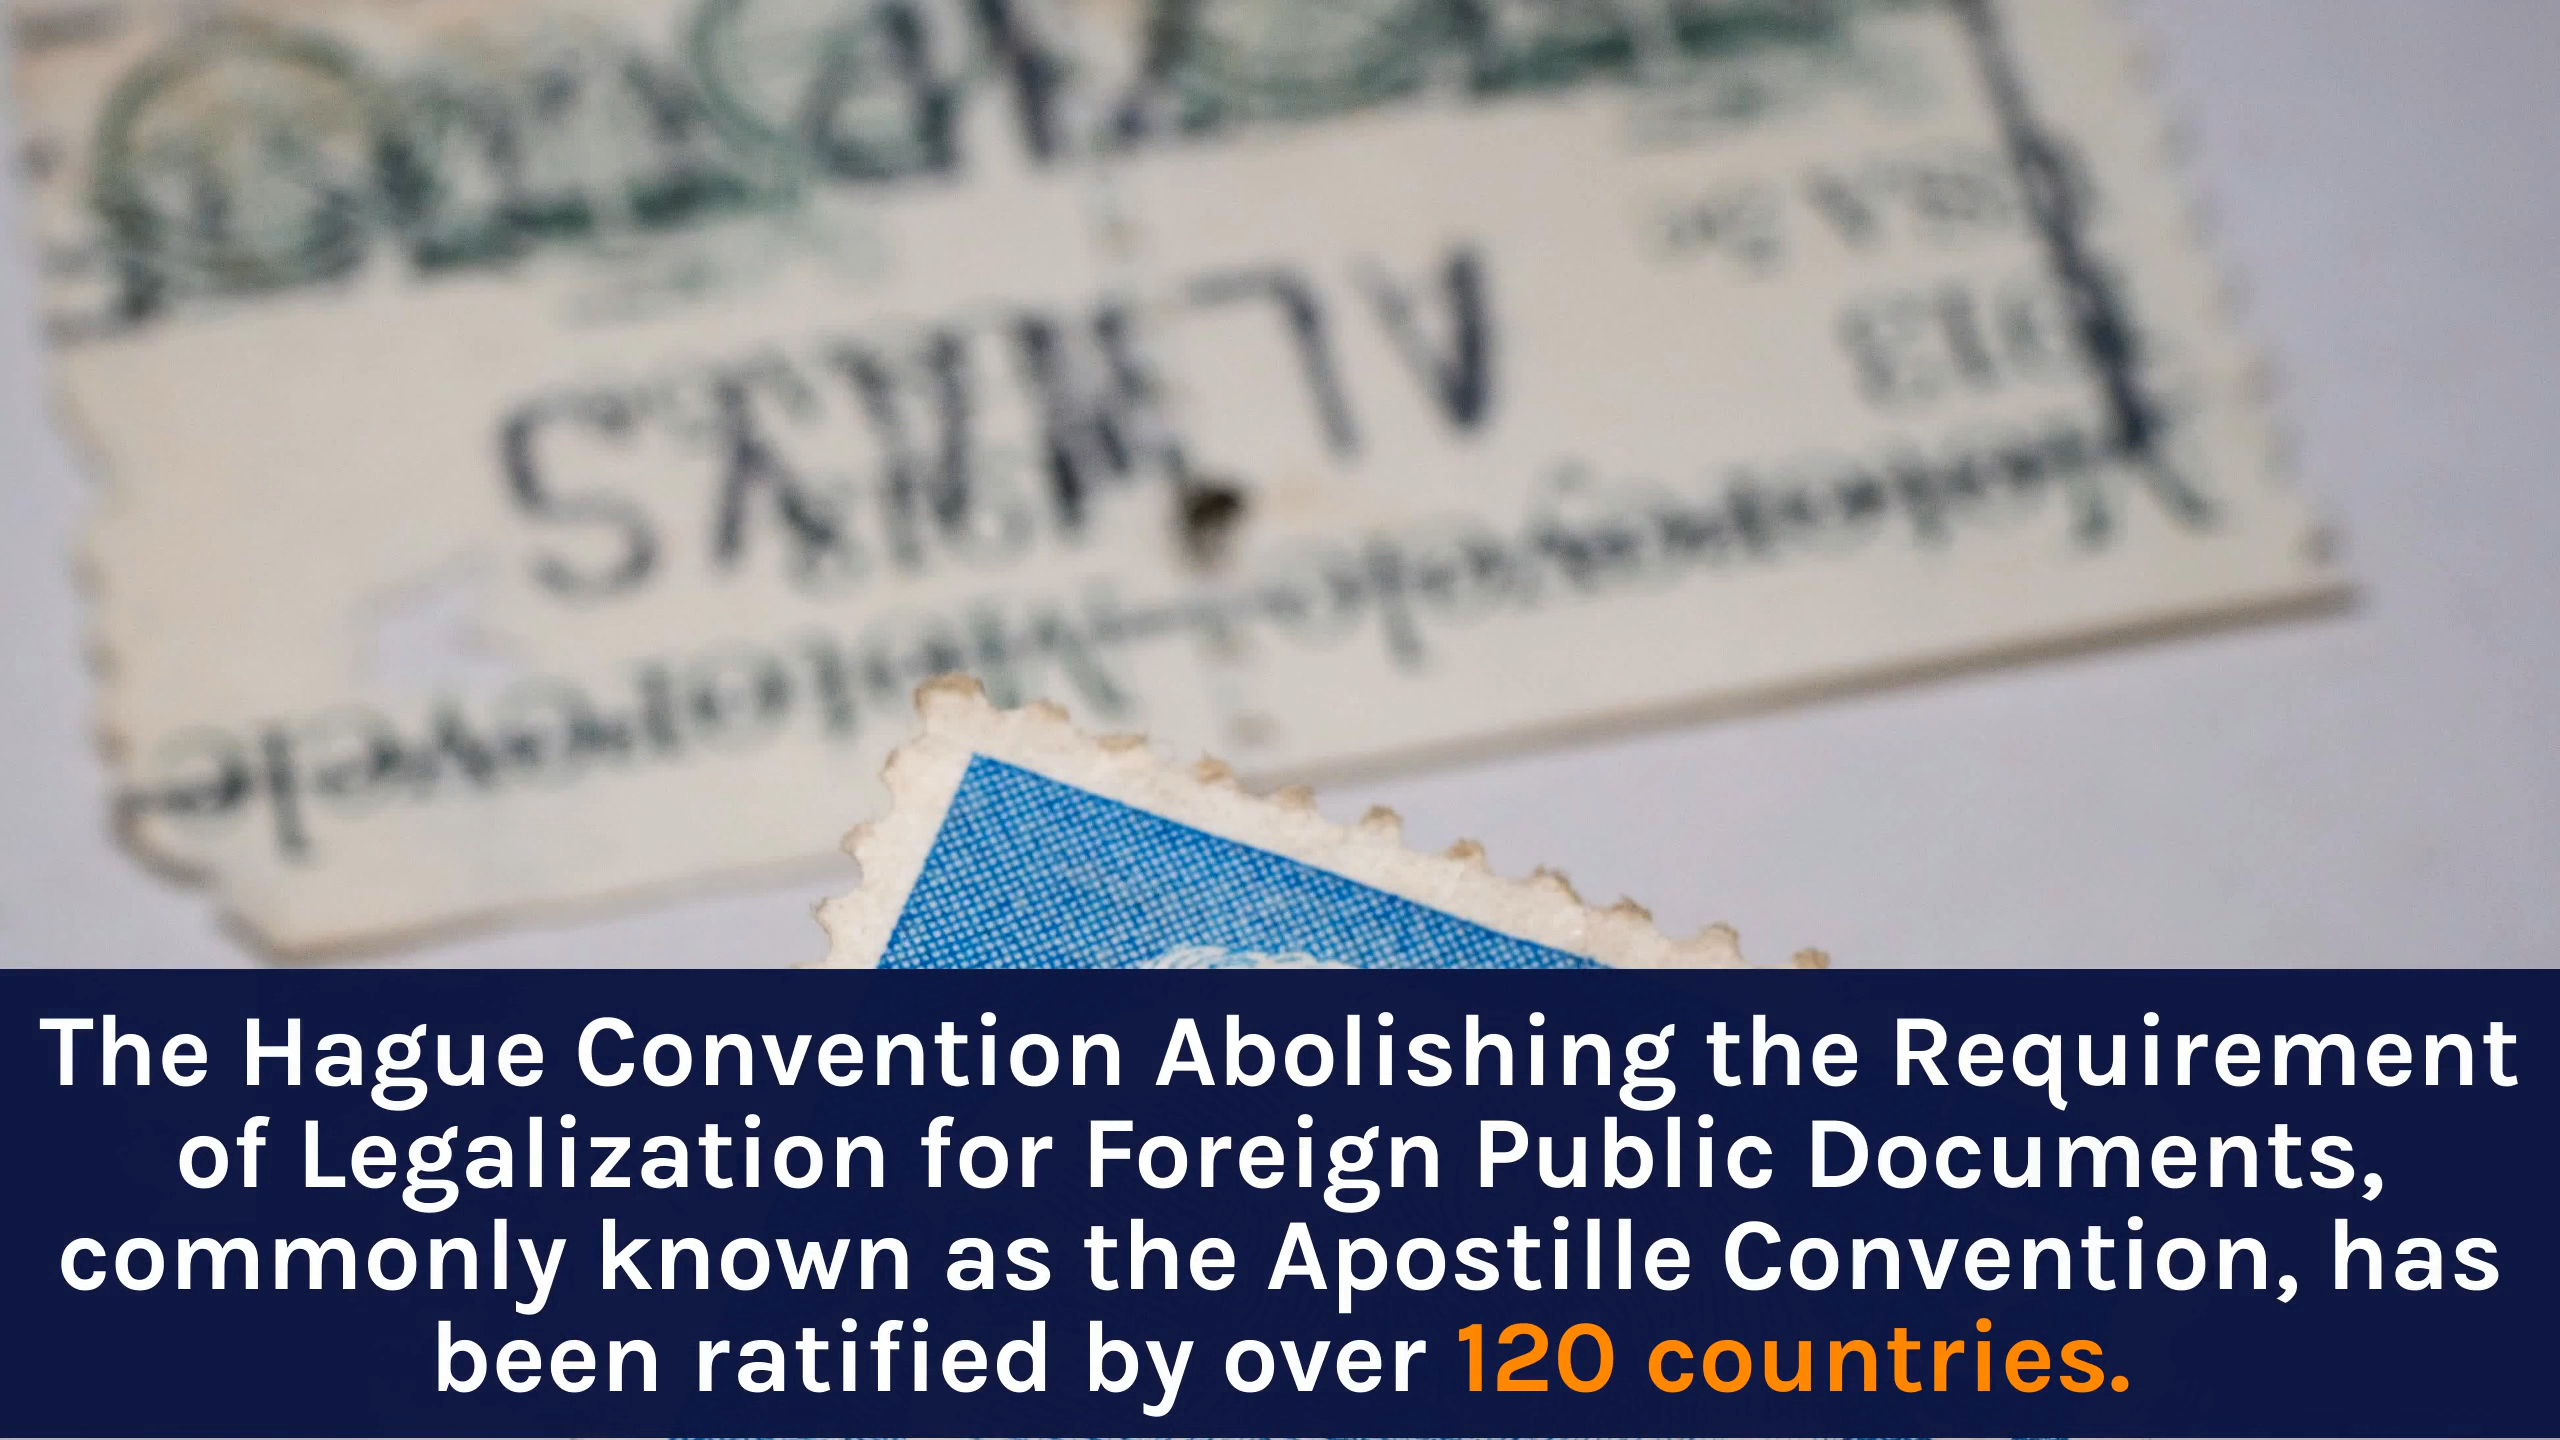 ALWAYS
The Hague Convention Abolishing the Requirement
of Legalization for Foreign Public Documents,
commonly known as the Apostille Convention, has
been ratified by over 120 countries.